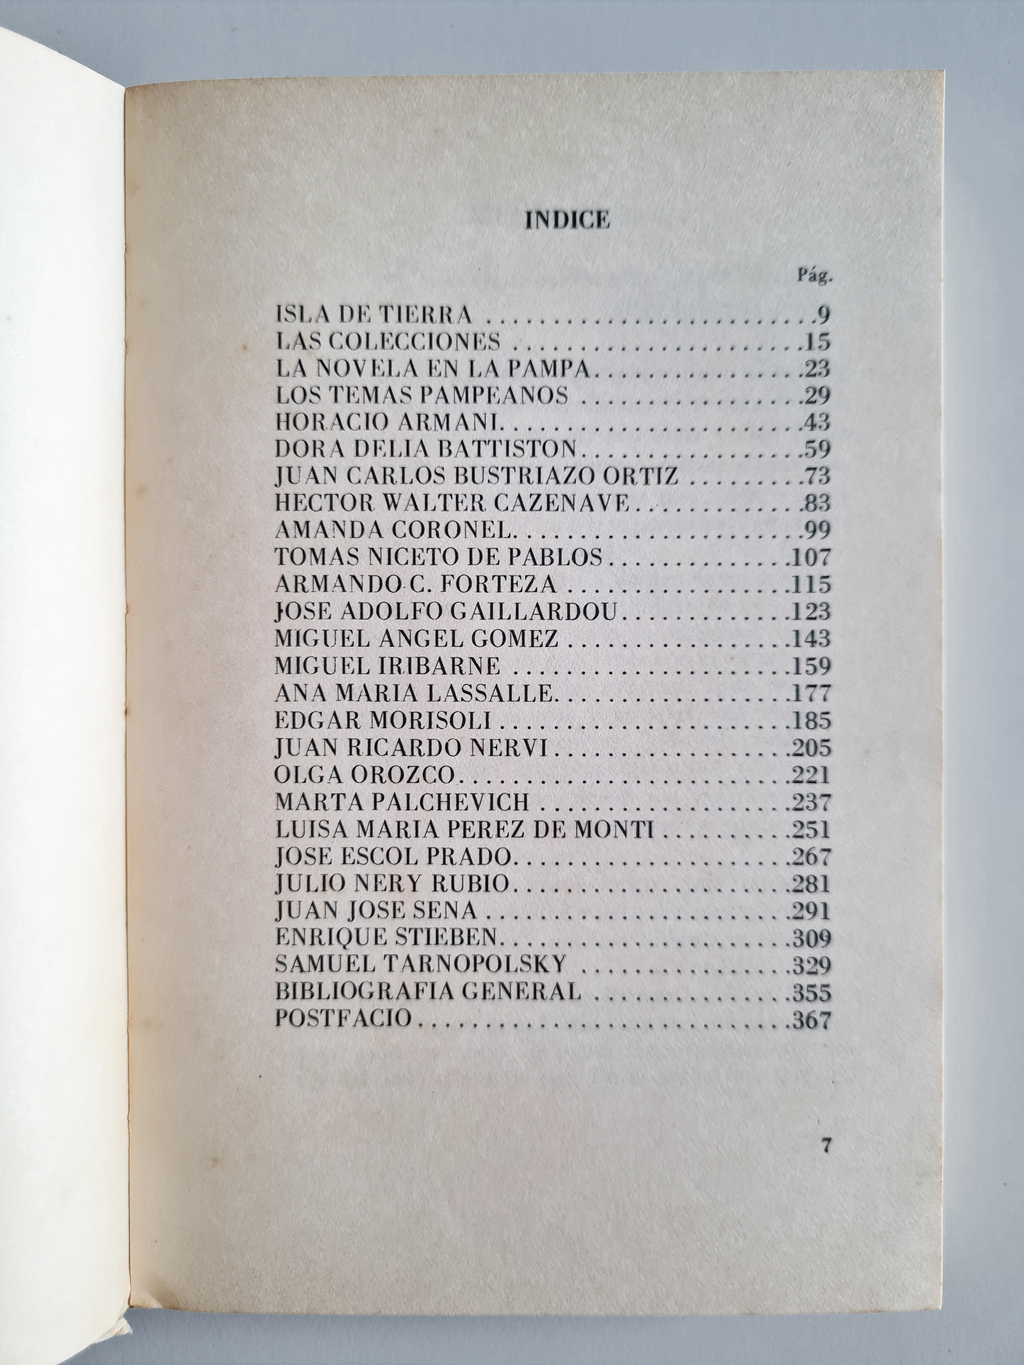 INDICE
Pág.
ISLA DE TIERRA .........................9
LAS COLECCIONES ......................15
LA NOVELA EN LA PAMPA................23
LOS TEMAS PAMPEANOS .................29
HORACIO ARMANI.......................43
DORA DELIA BATTISTON.................59
JUAN CARLOS BUSTRIAZO ORTIZ .........73
HECTOR WALTER CAZENAVE.............83
AMANDA CORONEL......................99
TOMAS NICETO DE PABLOS..............107
ARMANDO C. FORTEZA .................115
JOSE ADOLFO GAILLARDOU.............123
MIGUEL ANGEL GOMEZ .................143
MIGUEL IRIBARNE .....................159
ANA MARIA LASSALLE..................177
EDGAR MORISOLI ......................185
JUAN RICARDO NERVI..................205
OLGA OROZCO.........................221
MARTA PALCHEVICH ...................237
LUISA MARIA PEREZ DE MONTI ..........251
JOSE ESCOL PRADO.....................267
JULIO NERY RUBIO.....................281
JUAN JOSE SENA .......................291
ENRIQUE STIEBEN......................309
SAMUEL TARNOPOLSKY ................329
BIBLIOGRAFIA GENERAL ...............355
POSTFACIO............................367
7